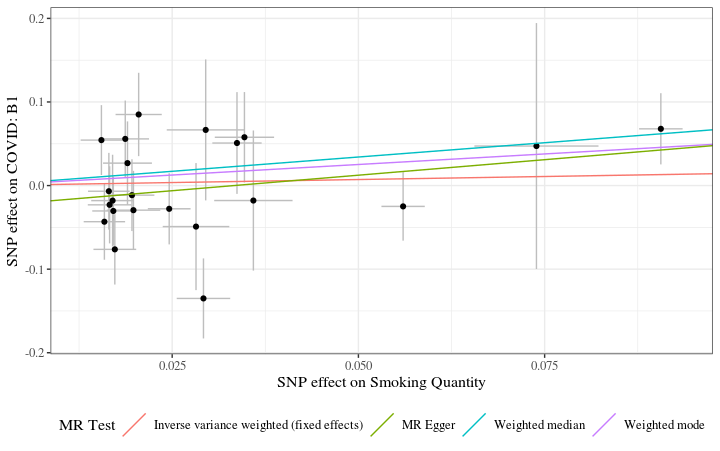 0.2
0.1
0.0
-0.1
-0.2
SNP effect on COVID: B1
0.025
0.050
0.075
SNP effect on Smoking Quantity
MR Test
Inverse variance weighted (fixed effects)
MR Egger
Weighted median
Weighted mode